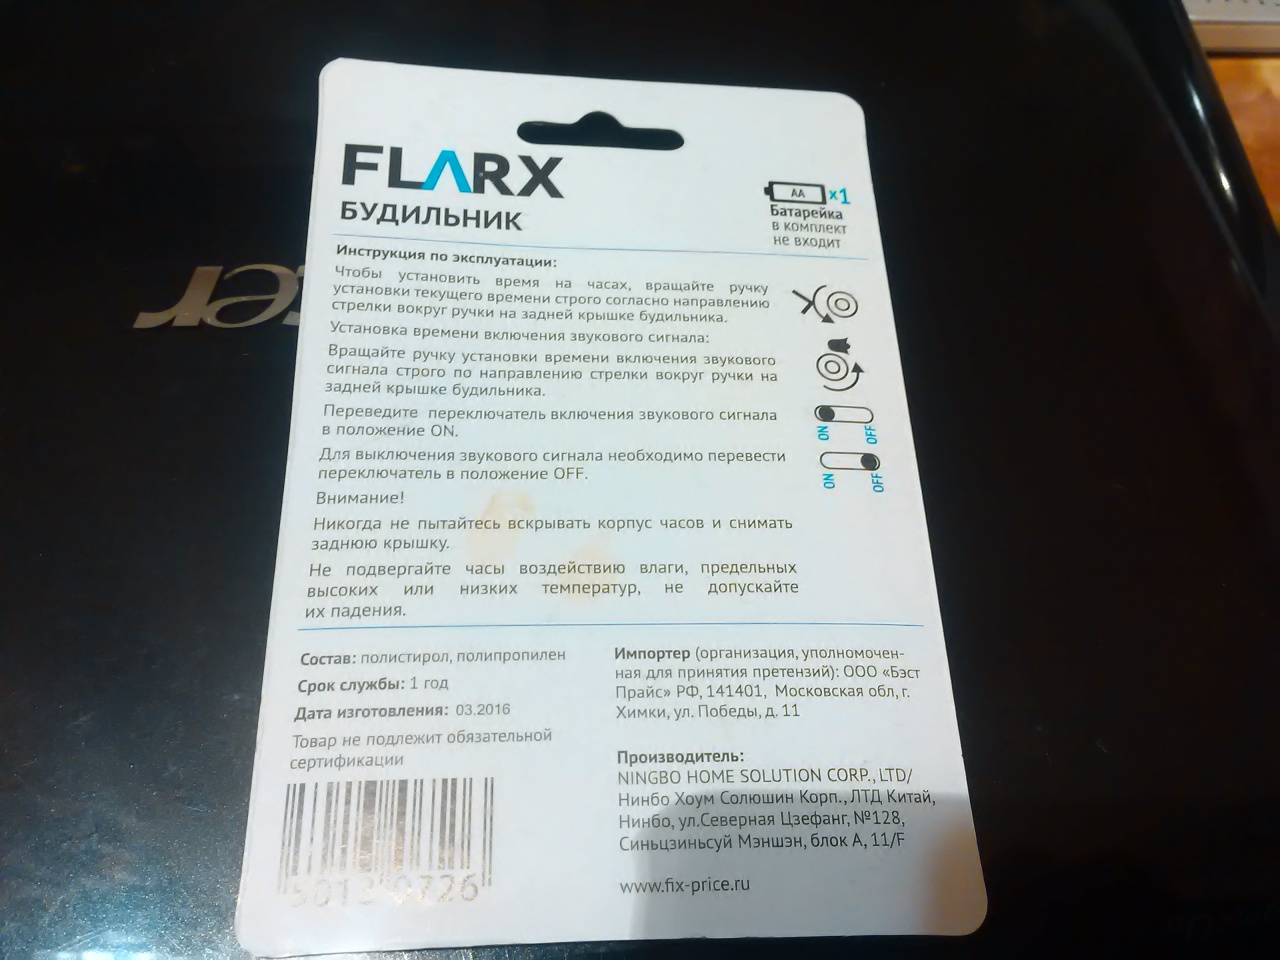 FLARX
БУДИЛЬНИК
AA x1
Батарейка
в комплект
не входит
Инструкция по эксплуатации:
Чтобы установить время на часах, вращайте ручку
установки текущего времени строго согласно направлению
стрелки вокруг ручки на задней крышке будильника.
Установка времени включения звукового сигнала:
Вращайте ручку установки времени включения звукового
сигнала строго по направлению стрелки вокруг ручки на
задней крышке будильника.
Переведите переключатель включения звукового сигнала
в положение ON.
ON OFF
Для выключения звукового сигнала необходимо перевести
переключатель в положение OFF.
ON OFF
Внимание!
Никогда не пытайтесь вскрывать корпус часов и снимать
заднюю крышку.
Не подвергайте часы воздействию влаги, предельных
высоких или низких температур, не допускайте
их падения.
Состав: полистирол, полипропилен
Срок службы: 1 год
Дата изготовления: 03.2016
Товар не подлежит обязательной
сертификации
Импортер (организация, уполномочен-
ная для принятия претензий): ООО «Бэст
Прайс» РФ, 141401, Московская обл, г.
Химки, ул. Победы, д. 11
Производитель:
NINGBO HOME SOLUTION CORP., LTD/
Нинбо Хоум Солюшин Корп., ЛТД Китай,
Нинбо, ул.Северная Цзефанг, №128,
Синьцзиньсуй Мэншэн, блок А, 11/F
www.fix-price.ru